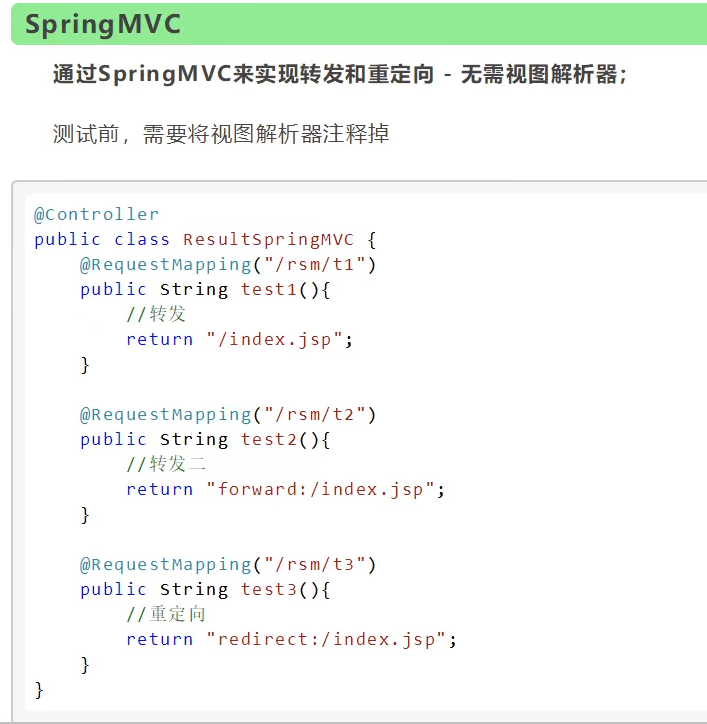 SpringMVC
通过SpringMVC来实现转发和重定向 - 无需视图解析器；
测试前，需要将视图解析器注释掉
@Controller
public class ResultSpringMVC {
    @RequestMapping("/rsm/t1")
    public String test1(){
        //转发
        return "/index.jsp";
    }
    @RequestMapping("/rsm/t2")
    public String test2(){
        //转发二
        return "forward:/index.jsp";
    }
    @RequestMapping("/rsm/t3")
    public String test3(){
        //重定向
        return "redirect:/index.jsp";
    }
}